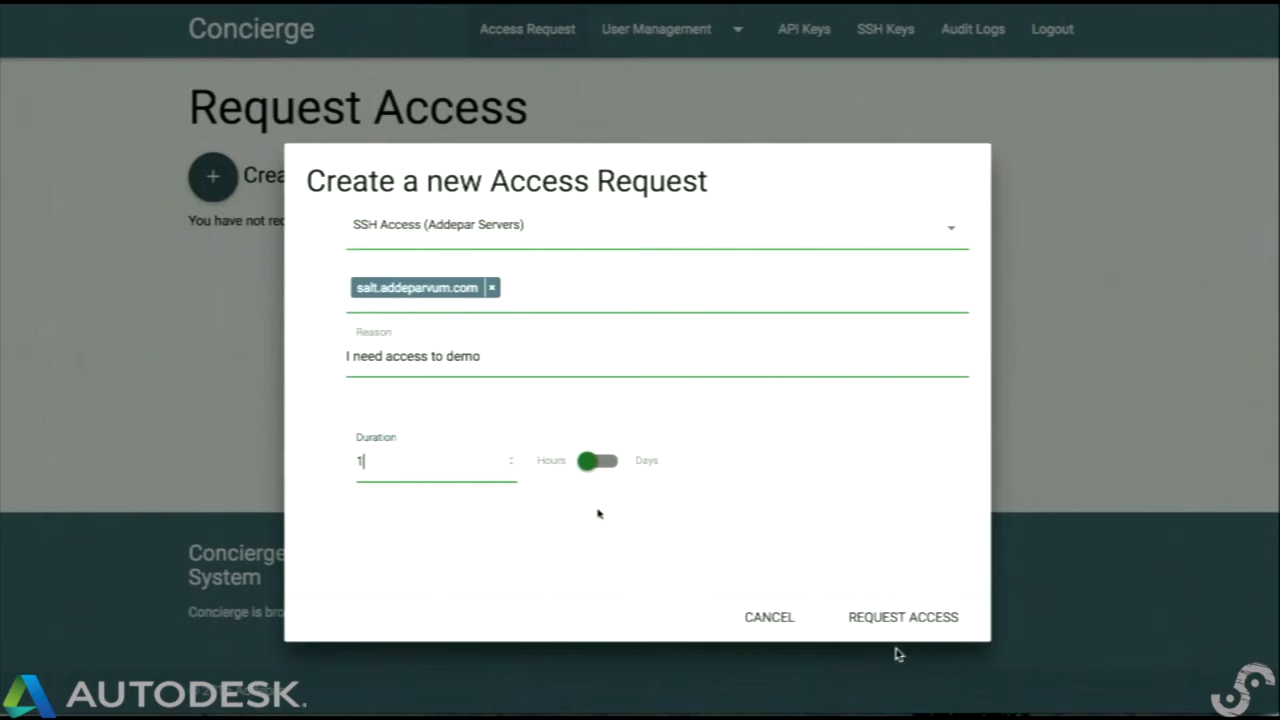 Concierge
Access Request
User Management
API Keys
SSH Keys
Audit Logs
Logout
Request Access
+ Crea
You have not rec
Create a new Access Request
SSH Access (Addepar Servers)
salt.addeparvum.com ×
Reason
I need access to demo
Duration
1
Hours
Days
CANCEL
REQUEST ACCESS
Concierge
System
Concierge is bro
AUTODESK.